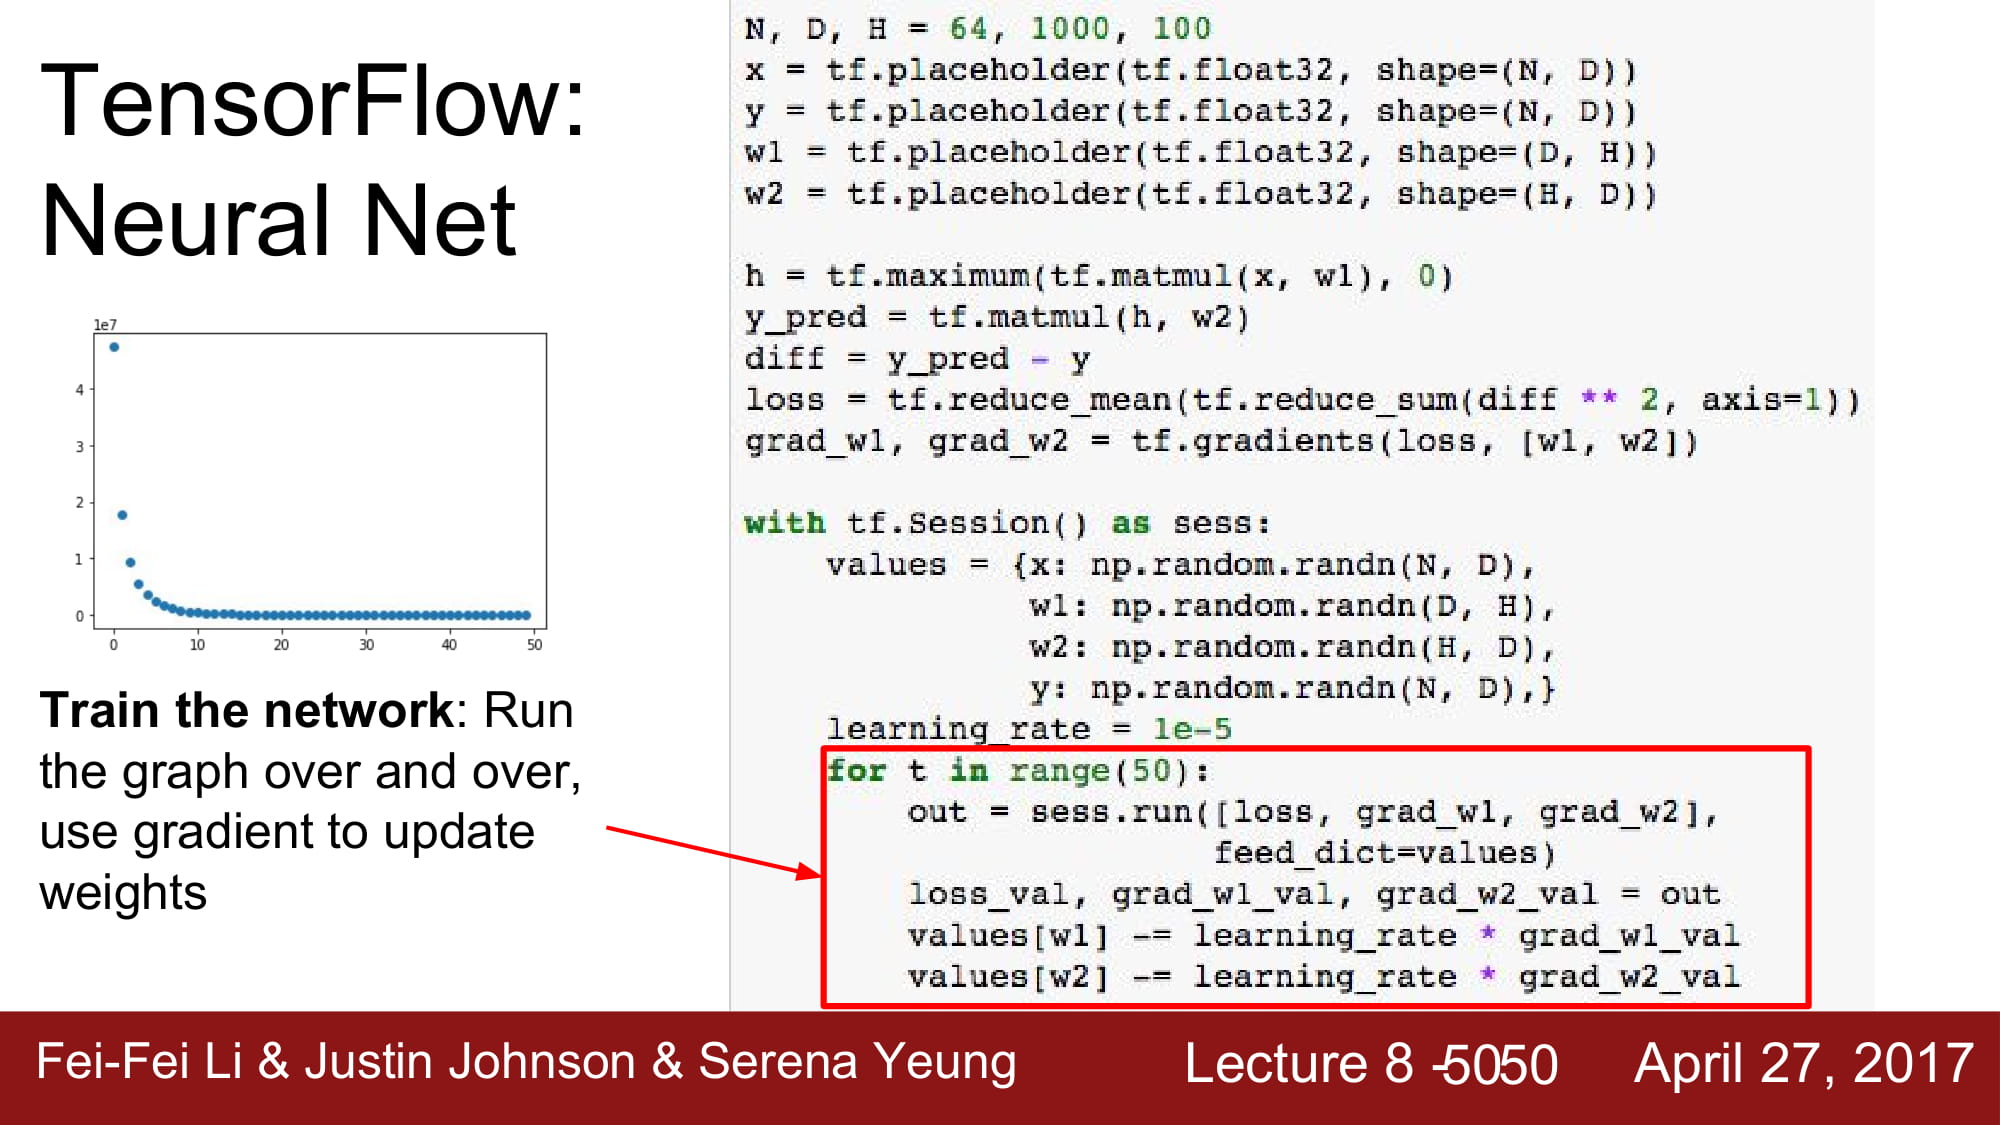 TensorFlow:
Neural Net
1e7
4
3
2
1
0
0 10 20 30 40 50
Train the network: Run
the graph over and over,
use gradient to update
weights
N, D, H = 64, 1000, 100
x = tf.placeholder(tf.float32, shape=(N, D))
y = tf.placeholder(tf.float32, shape=(N, D))
w1 = tf.placeholder(tf.float32, shape=(D, H))
w2 = tf.placeholder(tf.float32, shape=(H, D))
h = tf.maximum(tf.matmul(x, w1), 0)
y_pred = tf.matmul(h, w2)
diff = y_pred - y
loss = tf.reduce_mean(tf.reduce_sum(diff ** 2, axis=1))
grad_w1, grad_w2 = tf.gradients(loss, [w1, w2])
with tf.Session() as sess:
    values = {x: np.random.randn(N, D),
              w1: np.random.randn(D, H),
              w2: np.random.randn(H, D),
              y: np.random.randn(N, D),}
    learning_rate = 1e-5
    for t in range(50):
        out = sess.run([loss, grad_w1, grad_w2],
                       feed_dict=values)
        loss_val, grad_w1_val, grad_w2_val = out
        values[w1] -= learning_rate * grad_w1_val
        values[w2] -= learning_rate * grad_w2_val
Fei-Fei Li & Justin Johnson & Serena Yeung Lecture 8 -5050 April 27, 2017